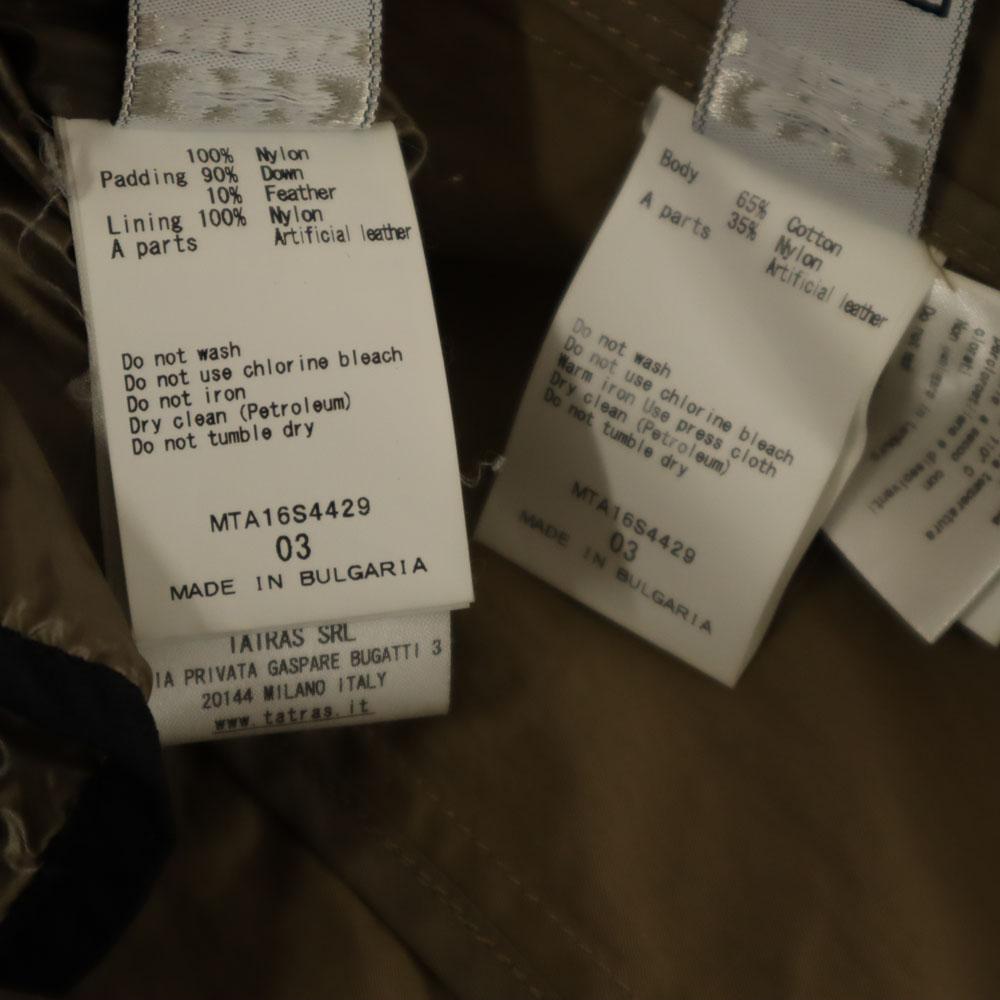 100% Nylon
Padding 90% Down
10% Feather
Lining 100% Nylon
A parts Artificial leather
Do not wash
Do not use chlorine bleach
Do not iron
Dry clean (Petroleum)
Do not tumble dry
MTA16S4429
03
MADE IN BULGARIA
TATRAS SRL
IA PRIVATA GASPARE BUGATTI 3
20144 MILANO ITALY
www.tatras.it
Body 65% Cotton
35% Nylon
A parts Artificial leather
Do not wash
Do not use chlorine bleach
Warm iron Use press cloth
Dry clean (Petroleum)
Do not tumble dry
MTA16S4429
03
MADE IN BULGARIA